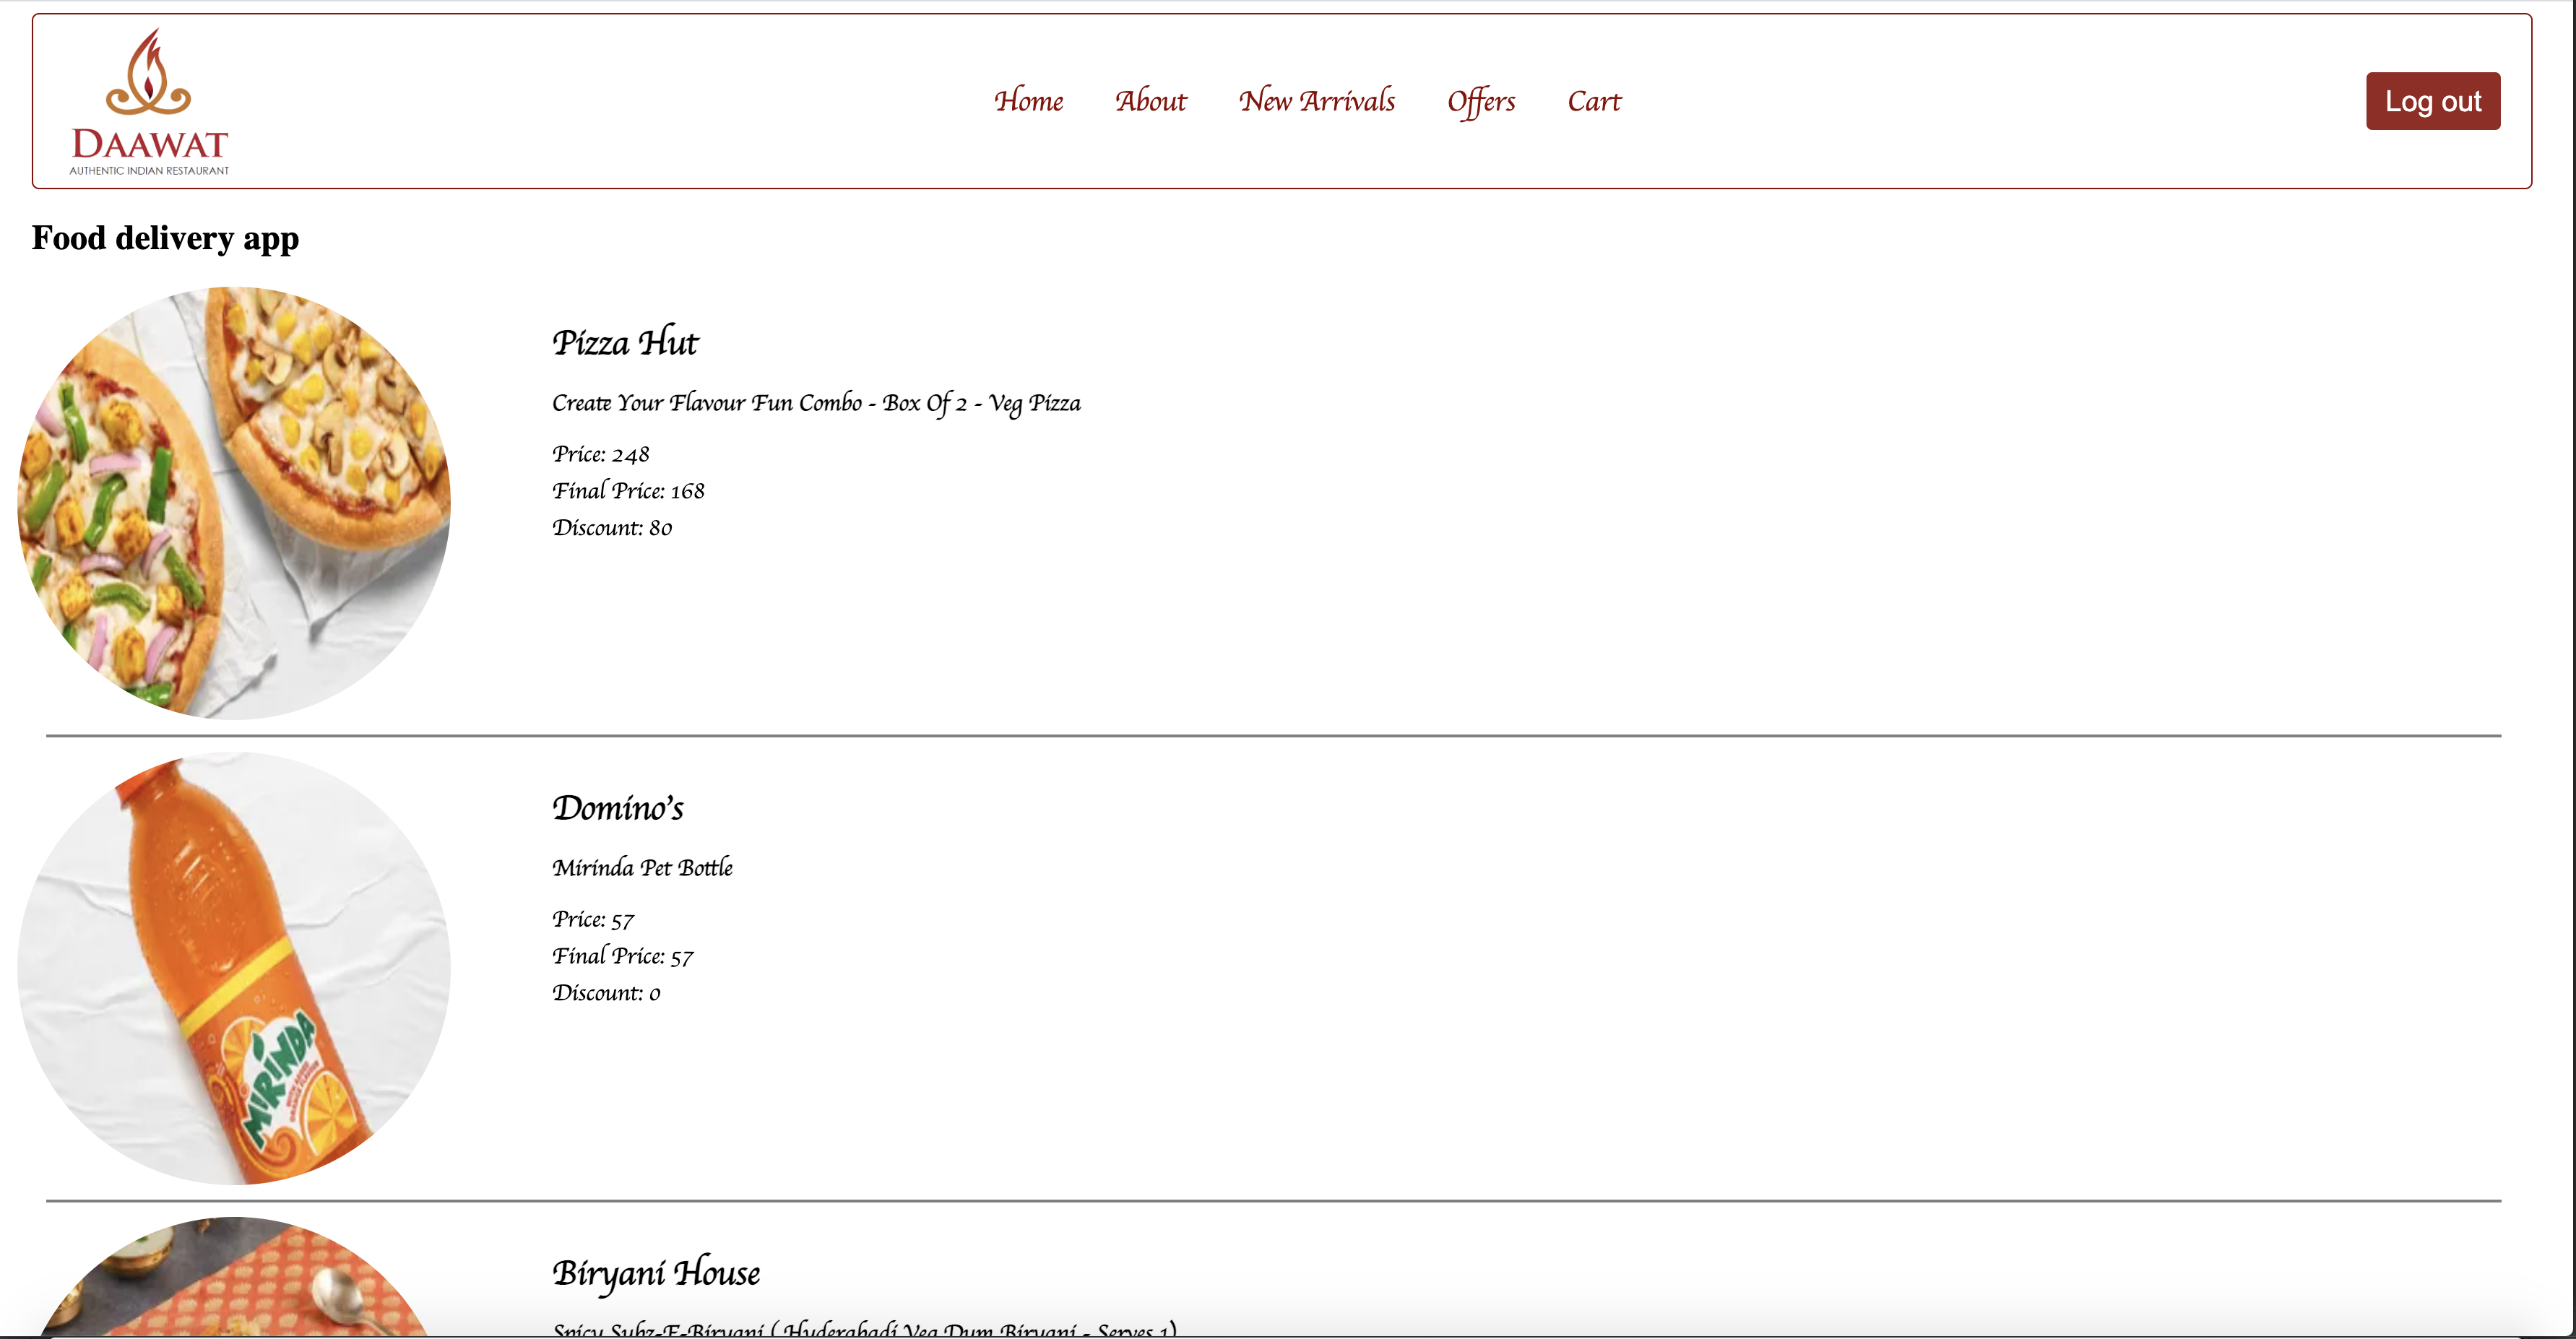 DAAWAT
AUTHENTIC INDIAN RESTAURANT
Home About New Arrivals Offers Cart
Log out
Food delivery app
Pizza Hut
Create Your Flavour Fun Combo - Box Of 2 - Veg Pizza
Price: 248
Final Price: 168
Discount: 80
Domino's
Mirinda Pet Bottle
Price: 57
Final Price: 57
Discount: 0
MIRINDA
Biryani House
Spicy Subz-E-Biryani ( Hyderabadi Veg Dum Biryani - Serves 1)